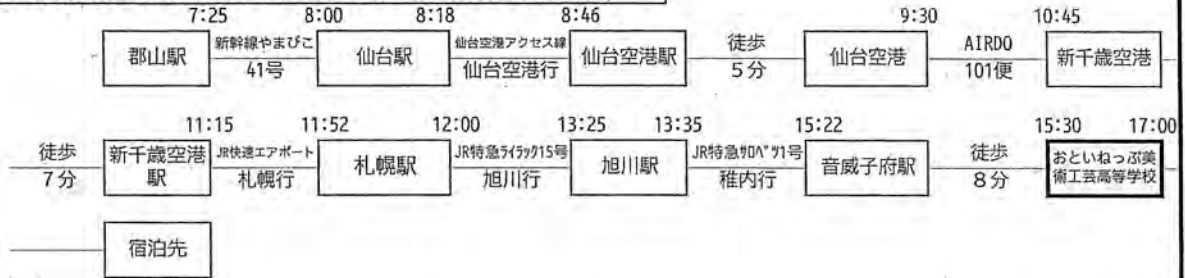 7:25 8:00 8:18 8:46 9:30 10:45
郡山駅 新幹線やまびこ 41号 仙台駅 仙台空港アクセス線 仙台空港行 仙台空港駅 徒歩 5分 仙台空港 AIRDO 101便 新千歳空港
11:15 11:52 12:00 13:25 13:35 15:22 15:30 17:00
徒歩 7分 新千歳空港駅 JR快速エアポート 札幌行 札幌駅 JR特急ライラック15号 旭川行 旭川駅 JR特急サロベツ1号 稚内行 音威子府駅 徒歩 8分 おといねっぷ美術工芸高等学校
宿泊先